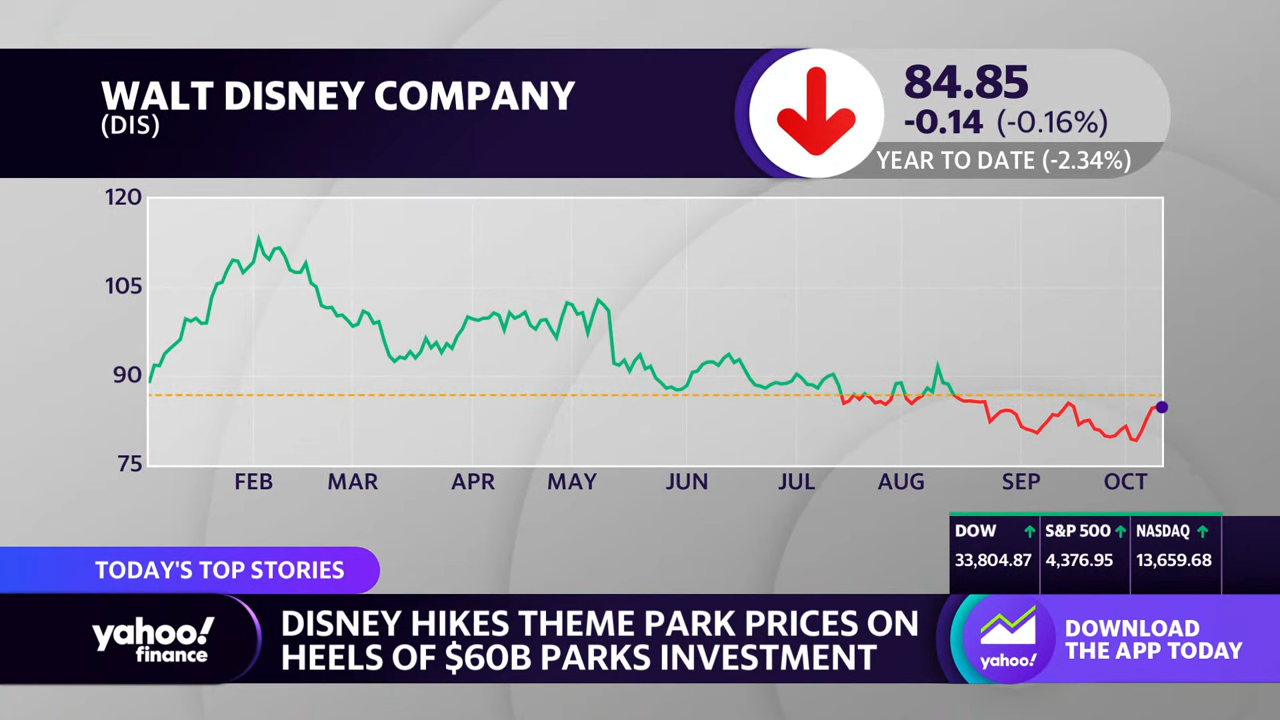 WALT DISNEY COMPANY
(DIS)
84.85
-0.14 (-0.16%)
YEAR TO DATE (-2.34%)
120
105
90
75
FEB MAR APR MAY JUN JUL AUG SEP OCT
DOW S&P 500 NASDAQ
33,804.87 4,376.95 13,659.68
TODAY'S TOP STORIES
yahoo!
finance
DISNEY HIKES THEME PARK PRICES ON
HEELS OF $60B PARKS INVESTMENT
yahoo!
DOWNLOAD
THE APP TODAY